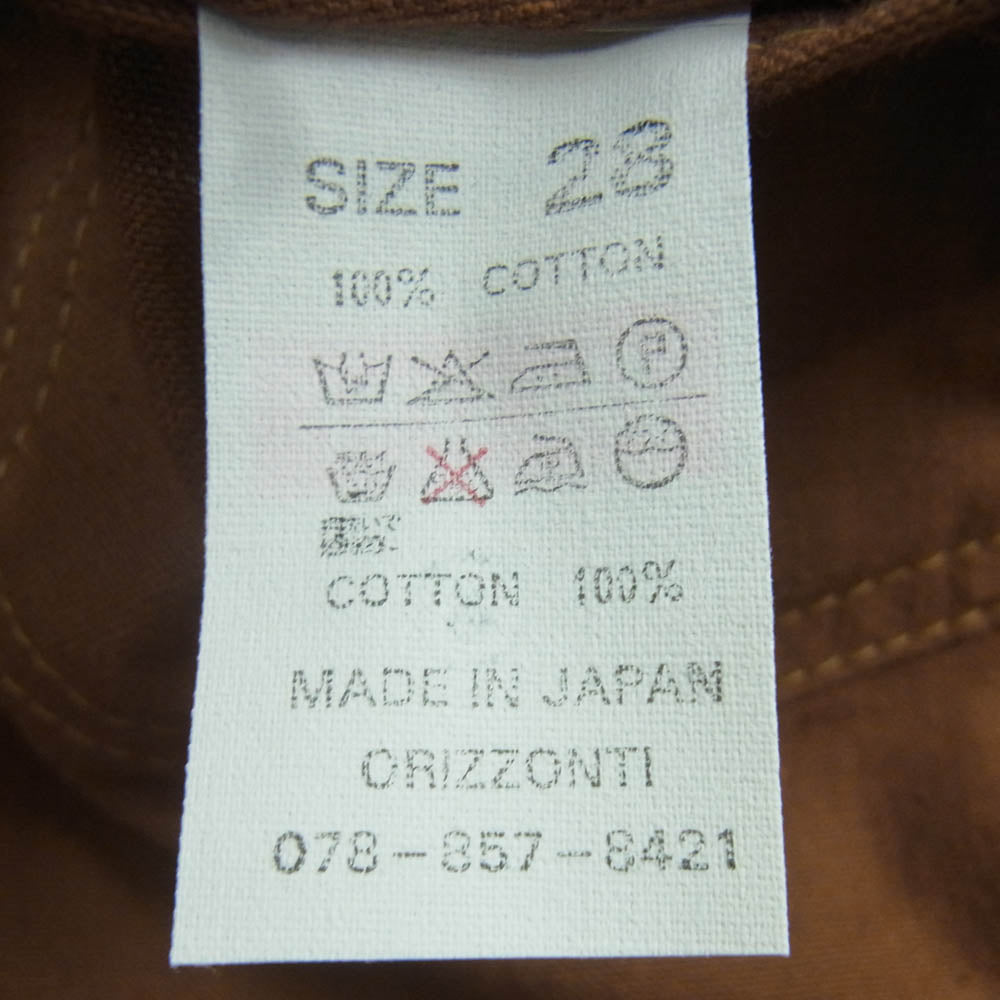 SIZE 28
100% COTTON
P
COTTON 100%
MADE IN JAPAN
ORIZZONTI
078-857-8421